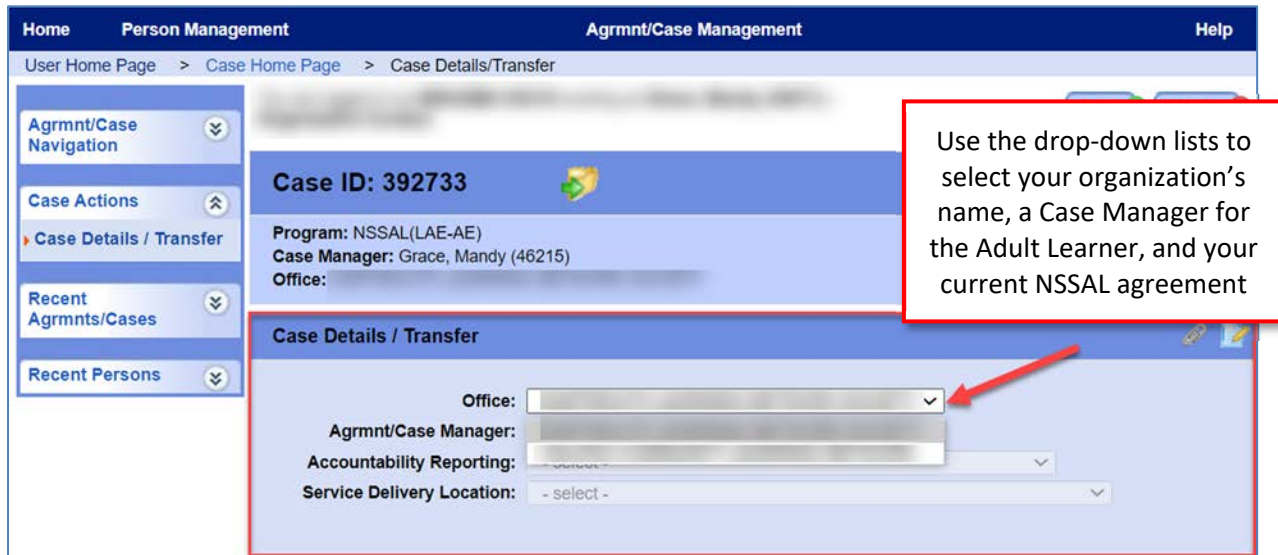 Home Person Management Agrmnt/Case Management Help
User Home Page > Case Home Page > Case Details/Transfer
Agrmnt/Case
Navigation
Case Actions
Case Details / Transfer
Recent
Agrmnts/Cases
Recent Persons
Case ID: 392733
Program: NSSAL(LAE-AE)
Case Manager: Grace, Mandy (46215)
Office:
Use the drop-down lists to
select your organization’s
name, a Case Manager for
the Adult Learner, and your
current NSSAL agreement
Case Details / Transfer
Office:
Agrmnt/Case Manager:
Accountability Reporting: - select -
Service Delivery Location: - select -